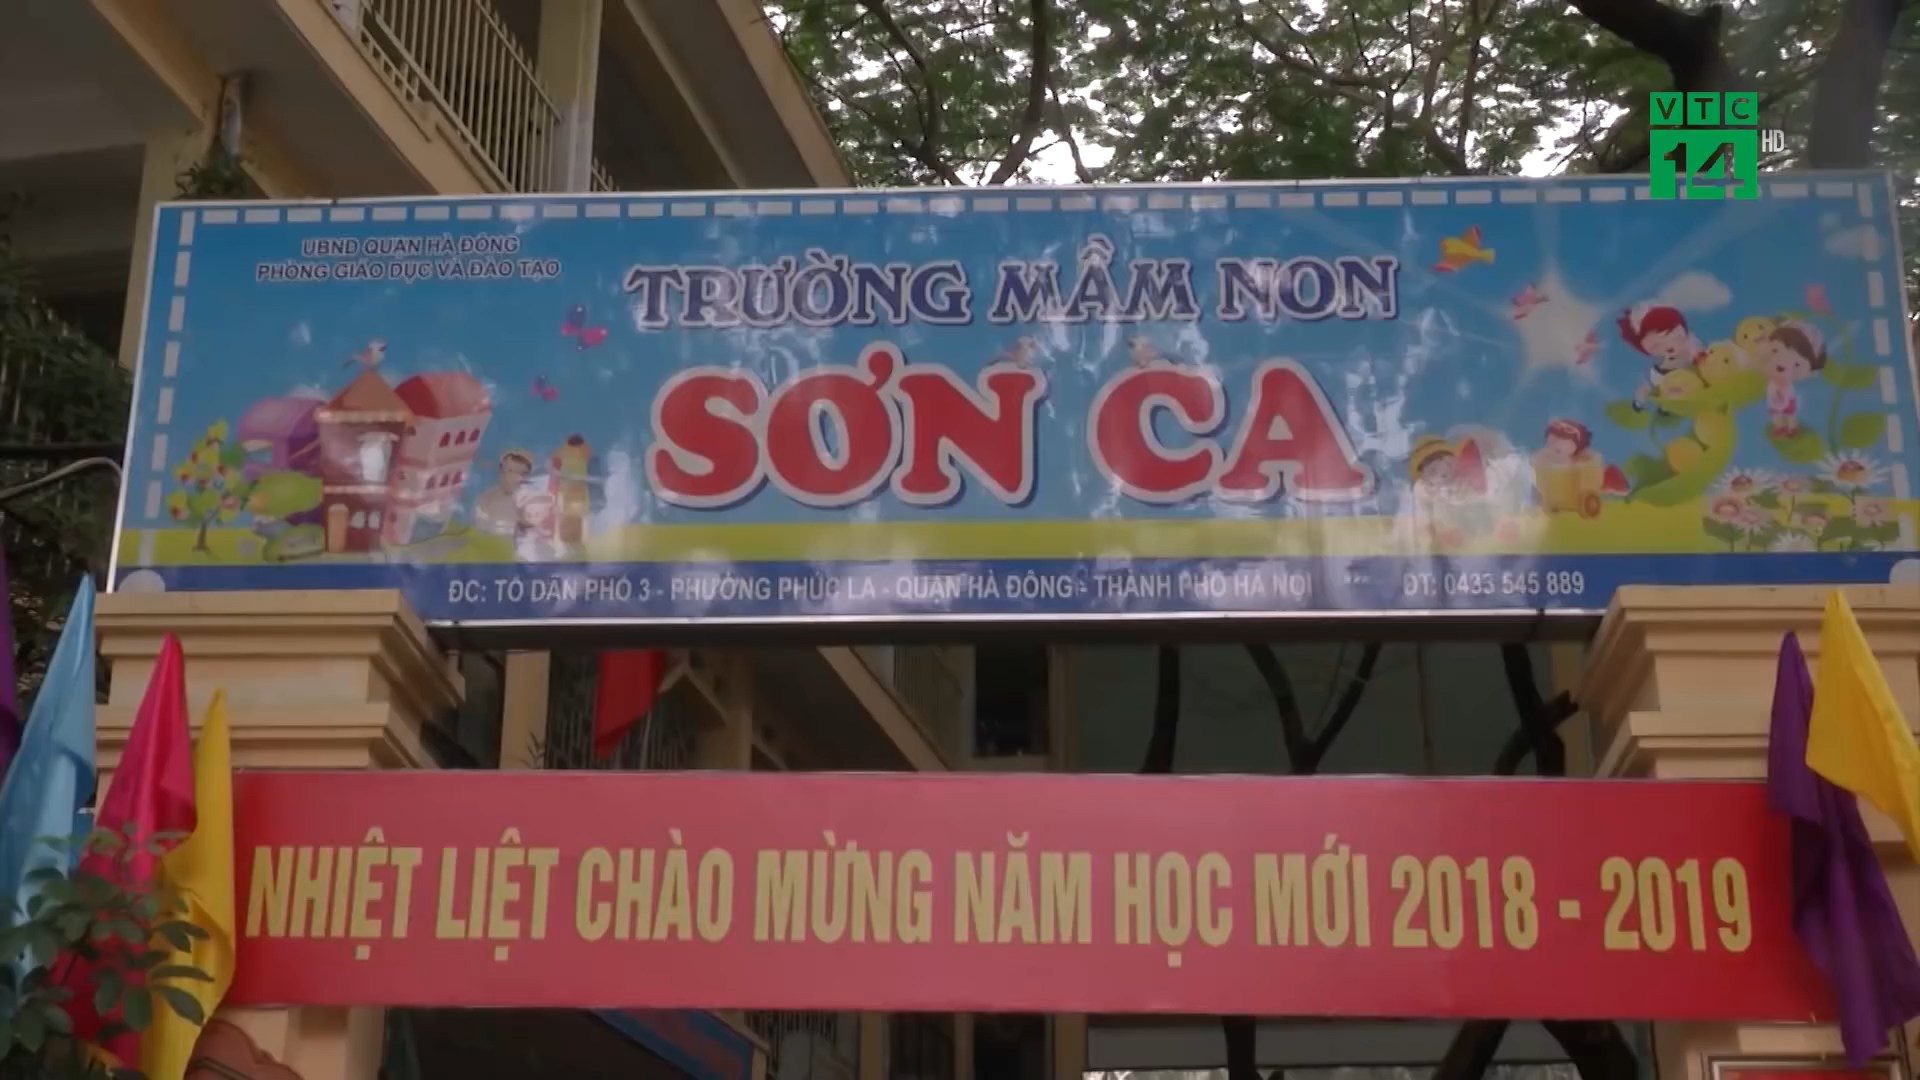 VTC
14 HD
UBND QUẬN HÀ ĐÔNG
PHÒNG GIÁO DỤC VÀ ĐÀO TẠO
TRƯỜNG MẦM NON
SƠN CA
ĐC: TỔ DÂN PHỐ 3 - PHƯỜNG PHÚC LA - QUẬN HÀ ĐÔNG - THÀNH PHỐ HÀ NỘI ĐT: 0433 545 889
NHIỆT LIỆT CHÀO MỪNG NĂM HỌC MỚI 2018 - 2019